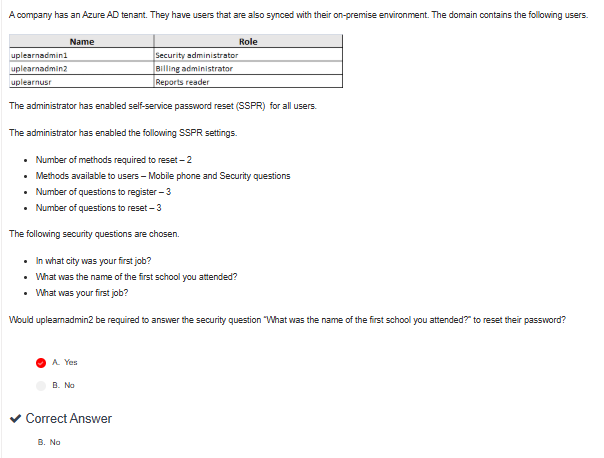 A company has an Azure AD tenant. They have users that are also synced with their on-premise environment. The domain contains the following users.
Name Role
uplearnadmin1 Security administrator
uplearnadmin2 Billing administrator
uplearnusr Reports reader
The administrator has enabled self-service password reset (SSPR) for all users.
The administrator has enabled the following SSPR settings.
• Number of methods required to reset – 2
• Methods available to users – Mobile phone and Security questions
• Number of questions to register – 3
• Number of questions to reset – 3
The following security questions are chosen.
• In what city was your first job?
• What was the name of the first school you attended?
• What was your first job?
Would uplearnadmin2 be required to answer the security question "What was the name of the first school you attended?" to reset their password?
A. Yes
B. No
✔ Correct Answer
B. No